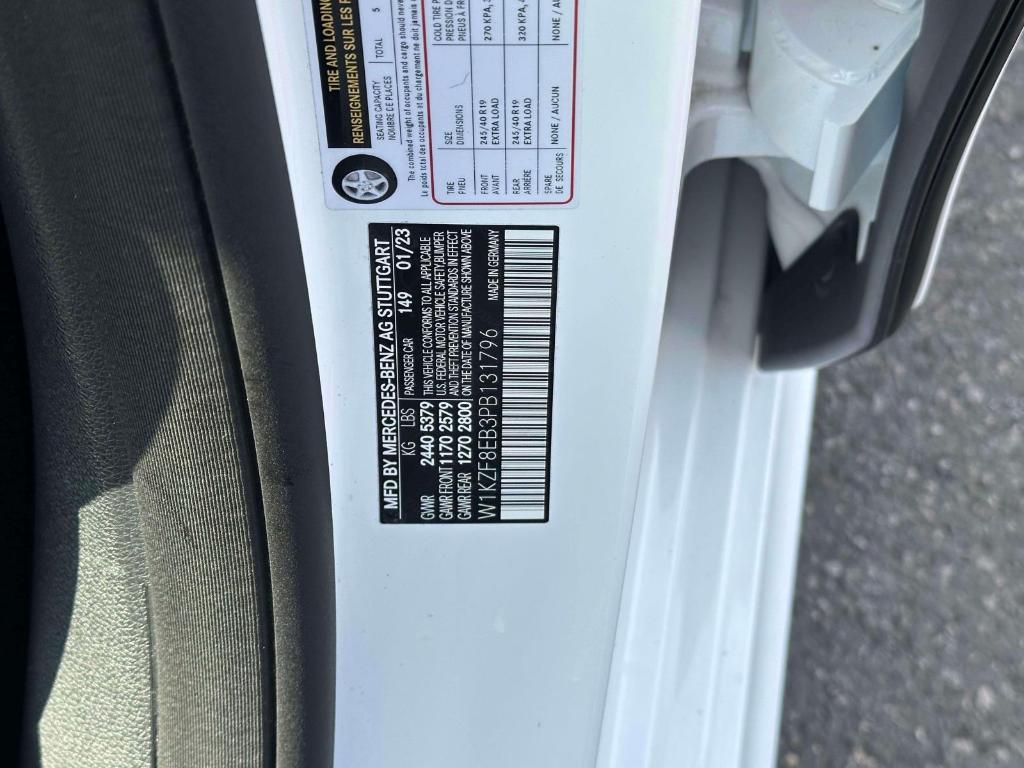 TIRE AND LOADING
RENSEIGNEMENTS SUR LES
SEATING CAPACITY
NOMBRE DE PLACES
TOTAL 5
The combined weight of occupants and cargo should never
Le poids total des occupants et du chargement ne doit jamais
TIRE
PNEU
SIZE
DIMENSIONS
COLD TIRE
PRESSION DE
PNEUS À
FRONT
AVANT
245/40 R19
EXTRA LOAD
270 KPA,
REAR
ARRIÈRE
245/40 R19
EXTRA LOAD
320 KPA,
SPARE
DE SECOURS
NONE / AUCUN
NONE /
MFD BY MERCEDES-BENZ AG STUTTGART
KG LBS PASSENGER CAR 149 01/23
GVWR 2440 5379 THIS VEHICLE CONFORMS TO ALL APPLICABLE
GAWR FRONT 1170 2579 U.S. FEDERAL MOTOR VEHICLE SAFETY,BUMPER
AND THEFT PREVENTION STANDARDS IN EFFECT
GAWR REAR 1270 2800 ON THE DATE OF MANUFACTURE SHOWN ABOVE
W1KZF8EB3PB131796 MADE IN GERMANY